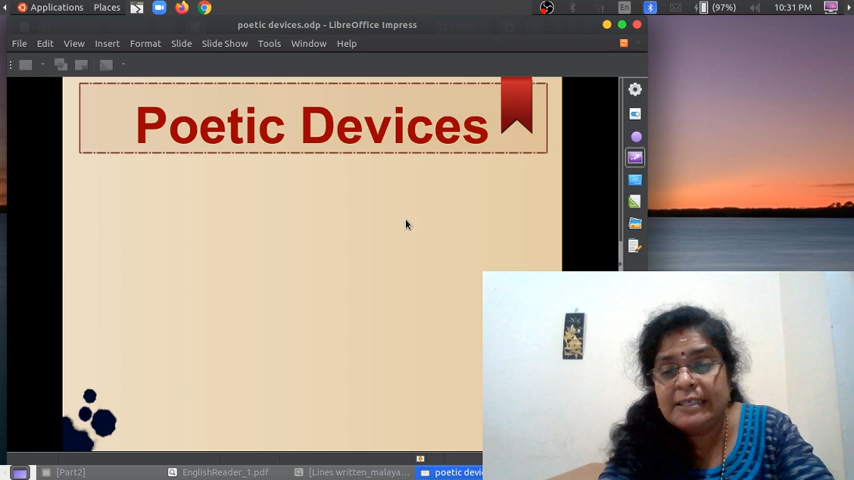 Applications Places En (97%) 10:31 PM
poetic devices.odp - LibreOffice Impress
File Edit View Insert Format Slide Slide Show Tools Window Help
Poetic Devices
[Part2] EnglishReader_1.pdf [Lines written_malaya... poetic devi